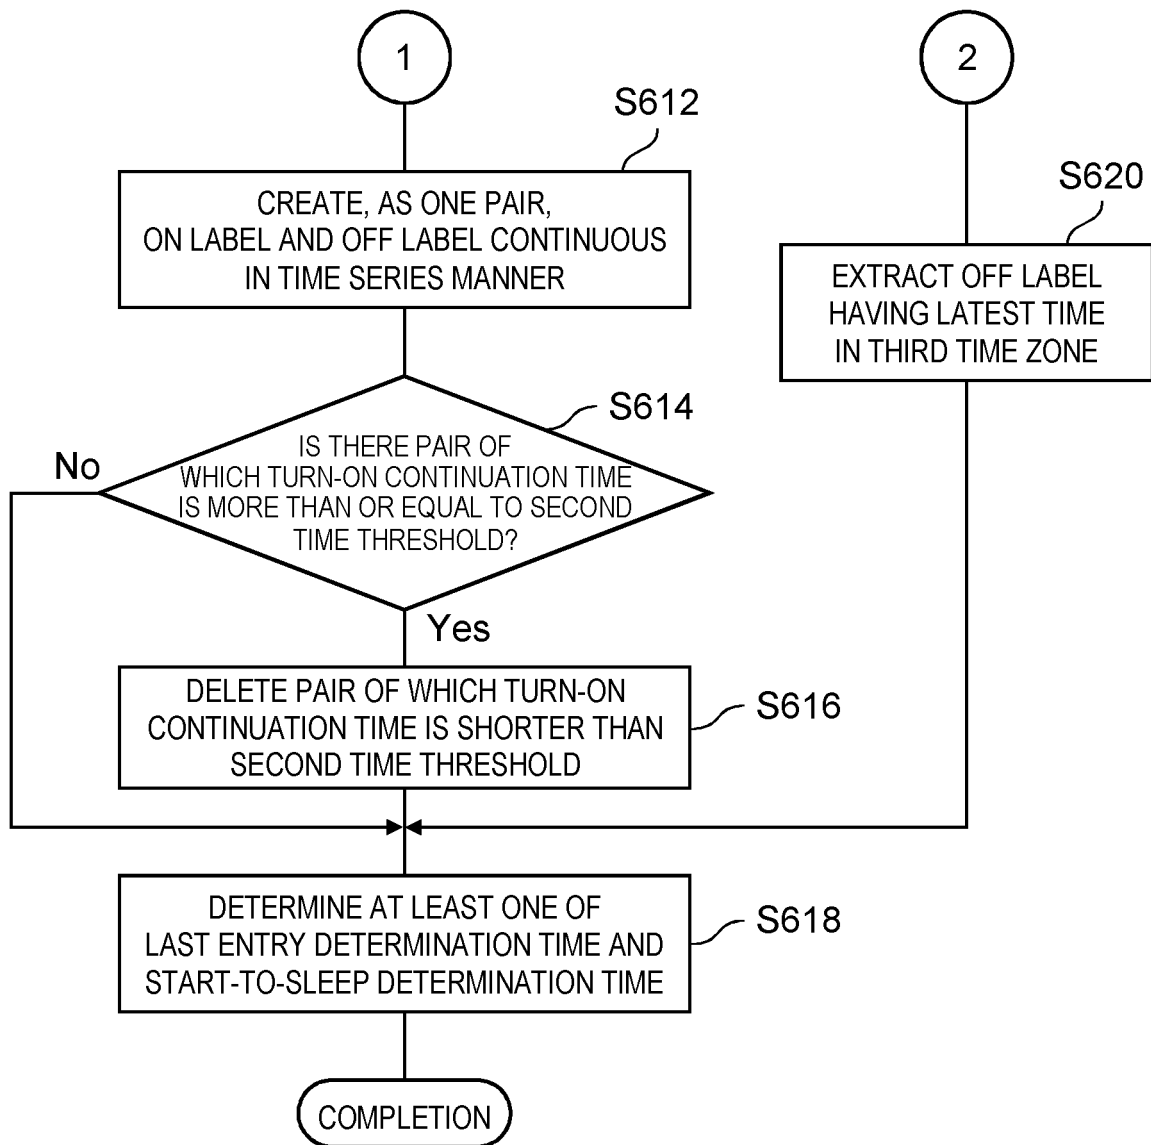 1
2
S612
CREATE, AS ONE PAIR,
ON LABEL AND OFF LABEL CONTINUOUS
IN TIME SERIES MANNER
S620
EXTRACT OFF LABEL
HAVING LATEST TIME
IN THIRD TIME ZONE
S614
IS THERE PAIR OF
WHICH TURN-ON CONTINUATION TIME
IS MORE THAN OR EQUAL TO SECOND
TIME THRESHOLD?
No
Yes
DELETE PAIR OF WHICH TURN-ON
CONTINUATION TIME IS SHORTER THAN
SECOND TIME THRESHOLD
S616
DETERMINE AT LEAST ONE OF
LAST ENTRY DETERMINATION TIME AND
START-TO-SLEEP DETERMINATION TIME
S618
COMPLETION